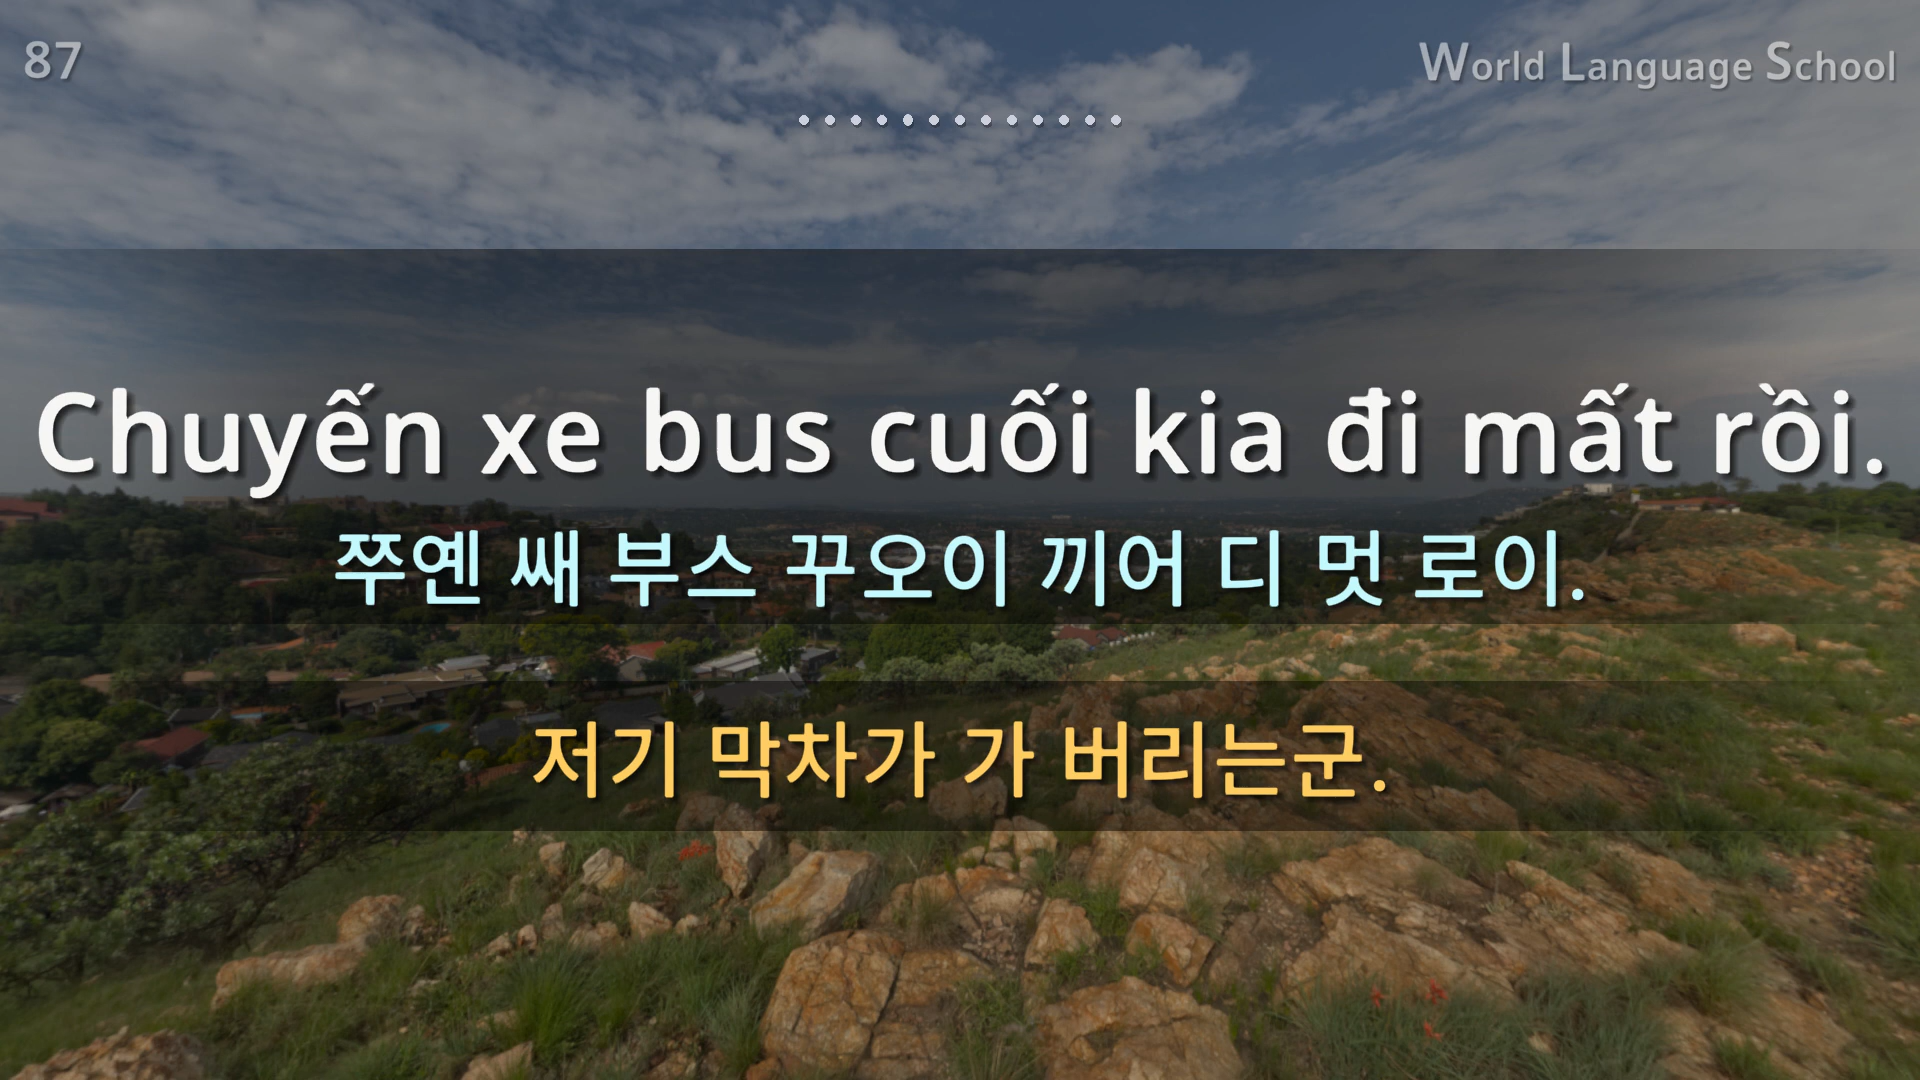 87
World Language School
Chuyến xe bus cuối kia đi mất rồi.
쭈옌 쌔 부스 꾸오이 끼어 디 멋 로이.
저기 막차가 가 버리는군.